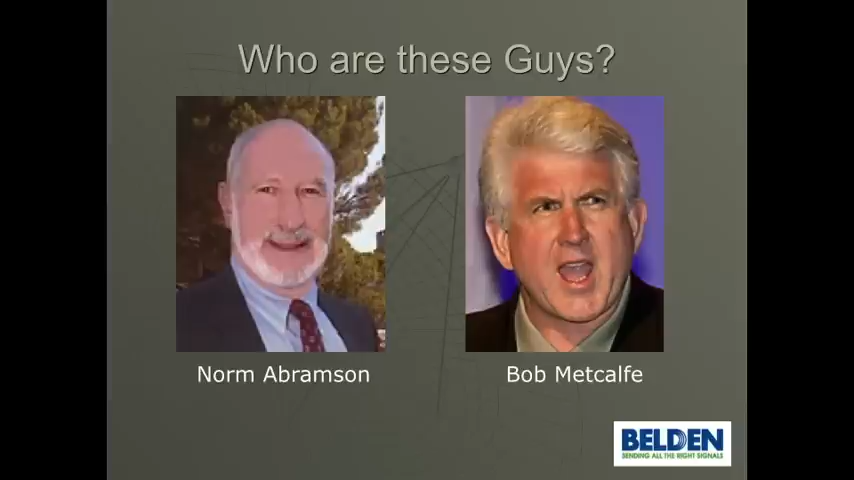 Who are these Guys?
Norm Abramson
Bob Metcalfe
BELDEN
SENDING ALL THE RIGHT SIGNALS